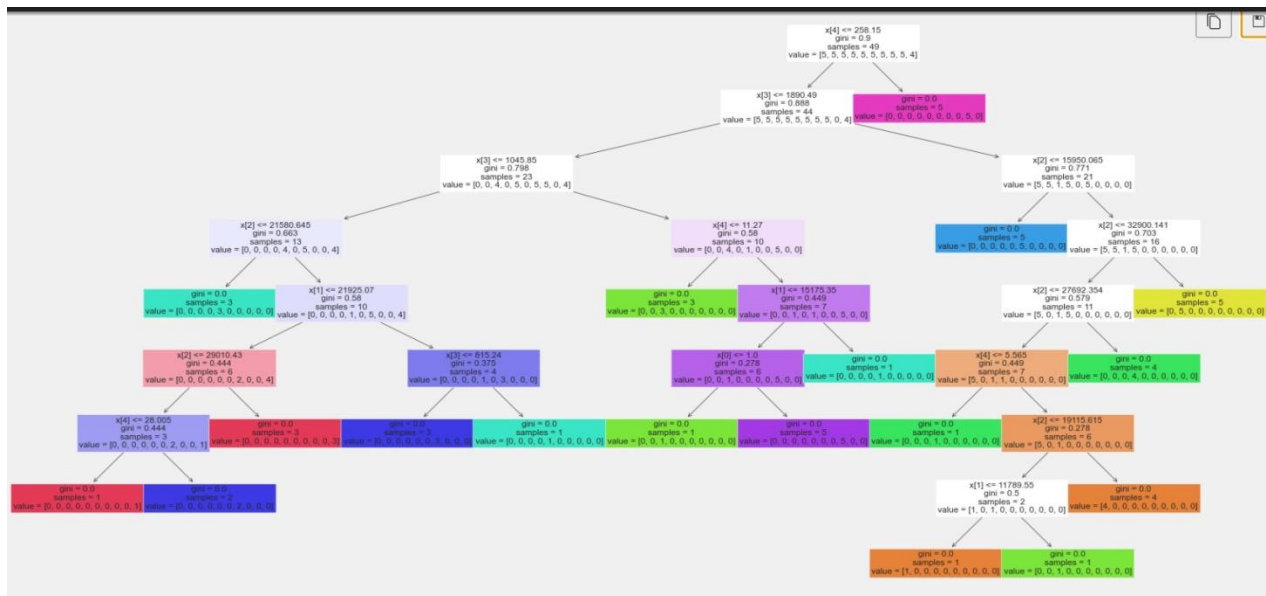 x[4] <= 258.15
gini = 0.9
samples = 49
value = [5, 5, 5, 5, 5, 5, 5, 5, 5, 4]
x[3] <= 1890.49
gini = 0.888
samples = 44
value = [5, 5, 5, 5, 5, 5, 5, 5, 0, 4]
gini = 0.0
samples = 5
value = [0, 0, 0, 0, 0, 0, 0, 0, 5, 0]
x[3] <= 1045.85
gini = 0.798
samples = 23
value = [0, 0, 4, 0, 5, 0, 5, 5, 0, 4]
x[2] <= 15950.065
gini = 0.771
samples = 21
value = [5, 5, 1, 5, 0, 5, 0, 0, 0, 0]
x[2] <= 21580.645
gini = 0.663
samples = 13
value = [0, 0, 0, 0, 4, 0, 5, 0, 0, 4]
x[4] <= 11.27
gini = 0.58
samples = 10
value = [0, 0, 4, 0, 1, 0, 0, 5, 0, 0]
gini = 0.0
samples = 5
value = [0, 0, 0, 0, 0, 5, 0, 0, 0, 0]
x[2] <= 32900.141
gini = 0.703
samples = 16
value = [5, 5, 1, 5, 0, 0, 0, 0, 0, 0]
gini = 0.0
samples = 3
value = [0, 0, 0, 0, 3, 0, 0, 0, 0, 0]
x[1] <= 21925.07
gini = 0.58
samples = 10
value = [0, 0, 0, 0, 1, 0, 5, 0, 0, 4]
gini = 0.0
samples = 3
value = [0, 0, 3, 0, 0, 0, 0, 0, 0, 0]
x[1] <= 15175.35
gini = 0.449
samples = 7
value = [0, 0, 1, 0, 1, 0, 0, 5, 0, 0]
x[2] <= 27692.354
gini = 0.579
samples = 11
value = [5, 0, 1, 5, 0, 0, 0, 0, 0, 0]
gini = 0.0
samples = 5
value = [0, 5, 0, 0, 0, 0, 0, 0, 0, 0]
x[2] <= 29010.43
gini = 0.444
samples = 6
value = [0, 0, 0, 0, 0, 0, 2, 0, 0, 4]
x[3] <= 815.24
gini = 0.375
samples = 4
value = [0, 0, 0, 0, 1, 0, 3, 0, 0, 0]
x[0] <= 1.0
gini = 0.278
samples = 6
value = [0, 0, 1, 0, 0, 0, 0, 5, 0, 0]
gini = 0.0
samples = 1
value = [0, 0, 0, 0, 1, 0, 0, 0, 0, 0]
x[4] <= 5.565
gini = 0.449
samples = 7
value = [5, 0, 1, 1, 0, 0, 0, 0, 0, 0]
gini = 0.0
samples = 4
value = [0, 0, 0, 4, 0, 0, 0, 0, 0, 0]
x[4] <= 28.005
gini = 0.444
samples = 3
value = [0, 0, 0, 0, 0, 0, 2, 0, 0, 1]
gini = 0.0
samples = 3
value = [0, 0, 0, 0, 0, 0, 0, 0, 0, 3]
gini = 0.0
samples = 3
value = [0, 0, 0, 0, 0, 0, 3, 0, 0, 0]
gini = 0.0
samples = 1
value = [0, 0, 0, 0, 1, 0, 0, 0, 0, 0]
gini = 0.0
samples = 1
value = [0, 0, 1, 0, 0, 0, 0, 0, 0, 0]
gini = 0.0
samples = 5
value = [0, 0, 0, 0, 0, 0, 0, 5, 0, 0]
gini = 0.0
samples = 1
value = [0, 0, 0, 1, 0, 0, 0, 0, 0, 0]
x[2] <= 19115.615
gini = 0.278
samples = 6
value = [5, 0, 1, 0, 0, 0, 0, 0, 0, 0]
gini = 0.0
samples = 1
value = [0, 0, 0, 0, 0, 0, 0, 0, 0, 1]
gini = 0.0
samples = 2
value = [0, 0, 0, 0, 0, 0, 2, 0, 0, 0]
x[1] <= 11789.55
gini = 0.5
samples = 2
value = [1, 0, 1, 0, 0, 0, 0, 0, 0, 0]
gini = 0.0
samples = 4
value = [4, 0, 0, 0, 0, 0, 0, 0, 0, 0]
gini = 0.0
samples = 1
value = [1, 0, 0, 0, 0, 0, 0, 0, 0, 0]
gini = 0.0
samples = 1
value = [0, 0, 1, 0, 0, 0, 0, 0, 0, 0]